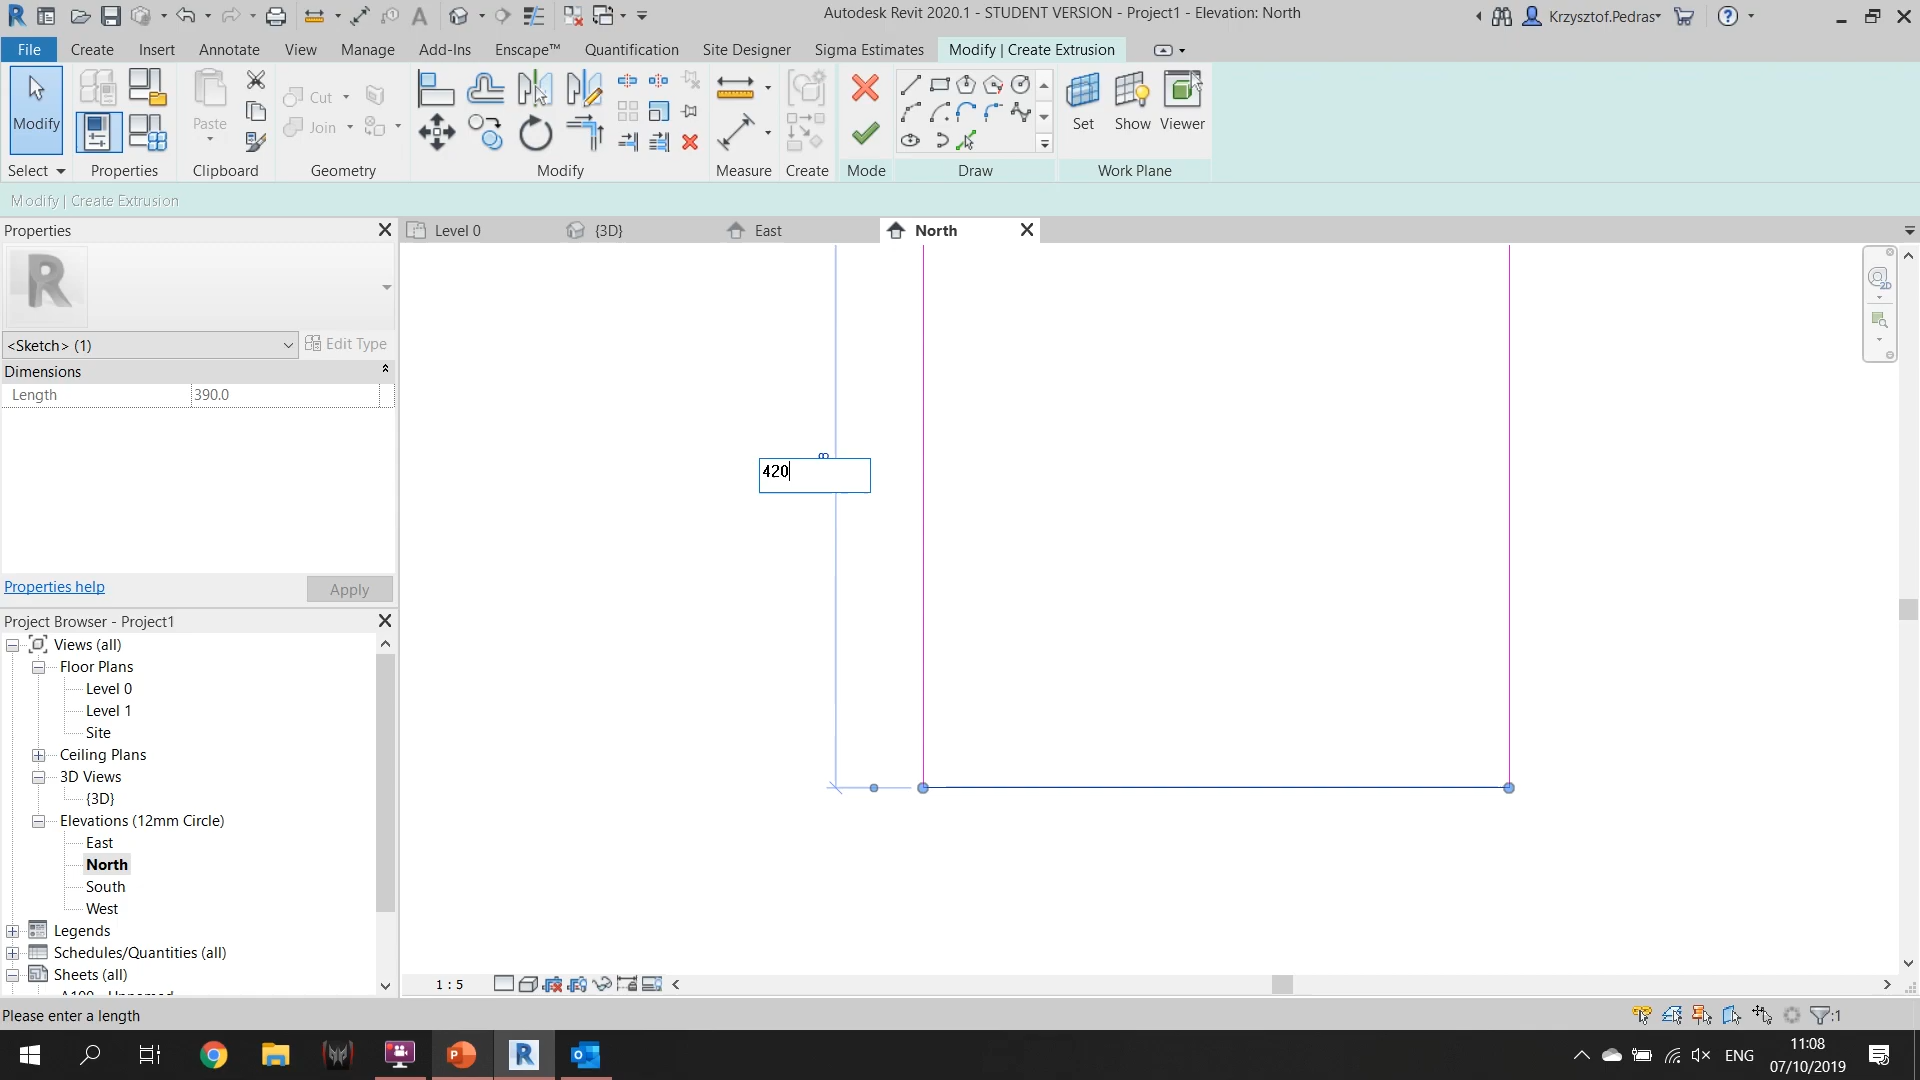 Autodesk Revit 2020.1 - STUDENT VERSION - Project1 - Elevation: North
Krzysztof.Pedras
File Create Insert Annotate View Manage Add-Ins Enscape™ Quantification Site Designer Sigma Estimates Modify | Create Extrusion
Modify
Paste
Cut
Join
Set Show Viewer
Select Properties Clipboard Geometry Modify Measure Create Mode Draw Work Plane
Modify | Create Extrusion
Properties
Level 0 {3D} East North
R
2D
<Sketch> (1) Edit Type
Dimensions
Length 390.0
420
Properties help Apply
Project Browser - Project1
Views (all)
Floor Plans
Level 0
Level 1
Site
Ceiling Plans
3D Views
{3D}
Elevations (12mm Circle)
East
North
South
West
Legends
Schedules/Quantities (all)
Sheets (all)
1 : 5
Please enter a length
:1
ENG
11:08
07/10/2019